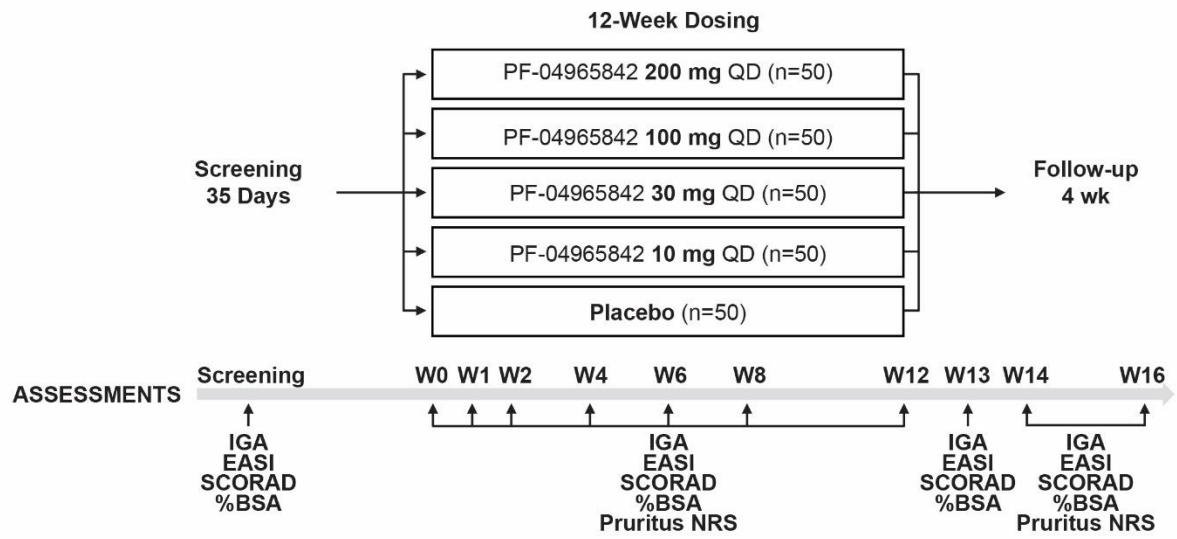 12-Week Dosing
PF-04965842 200 mg QD (n=50)
PF-04965842 100 mg QD (n=50)
Screening
35 Days
PF-04965842 30 mg QD (n=50)
Follow-up
4 wk
PF-04965842 10 mg QD (n=50)
Placebo (n=50)
ASSESSMENTS
Screening W0 W1 W2 W4 W6 W8 W12 W13 W14 W16
IGA
EASI
SCORAD
%BSA
IGA
EASI
SCORAD
%BSA
Pruritus NRS
IGA
EASI
SCORAD
%BSA
IGA
EASI
SCORAD
%BSA
Pruritus NRS